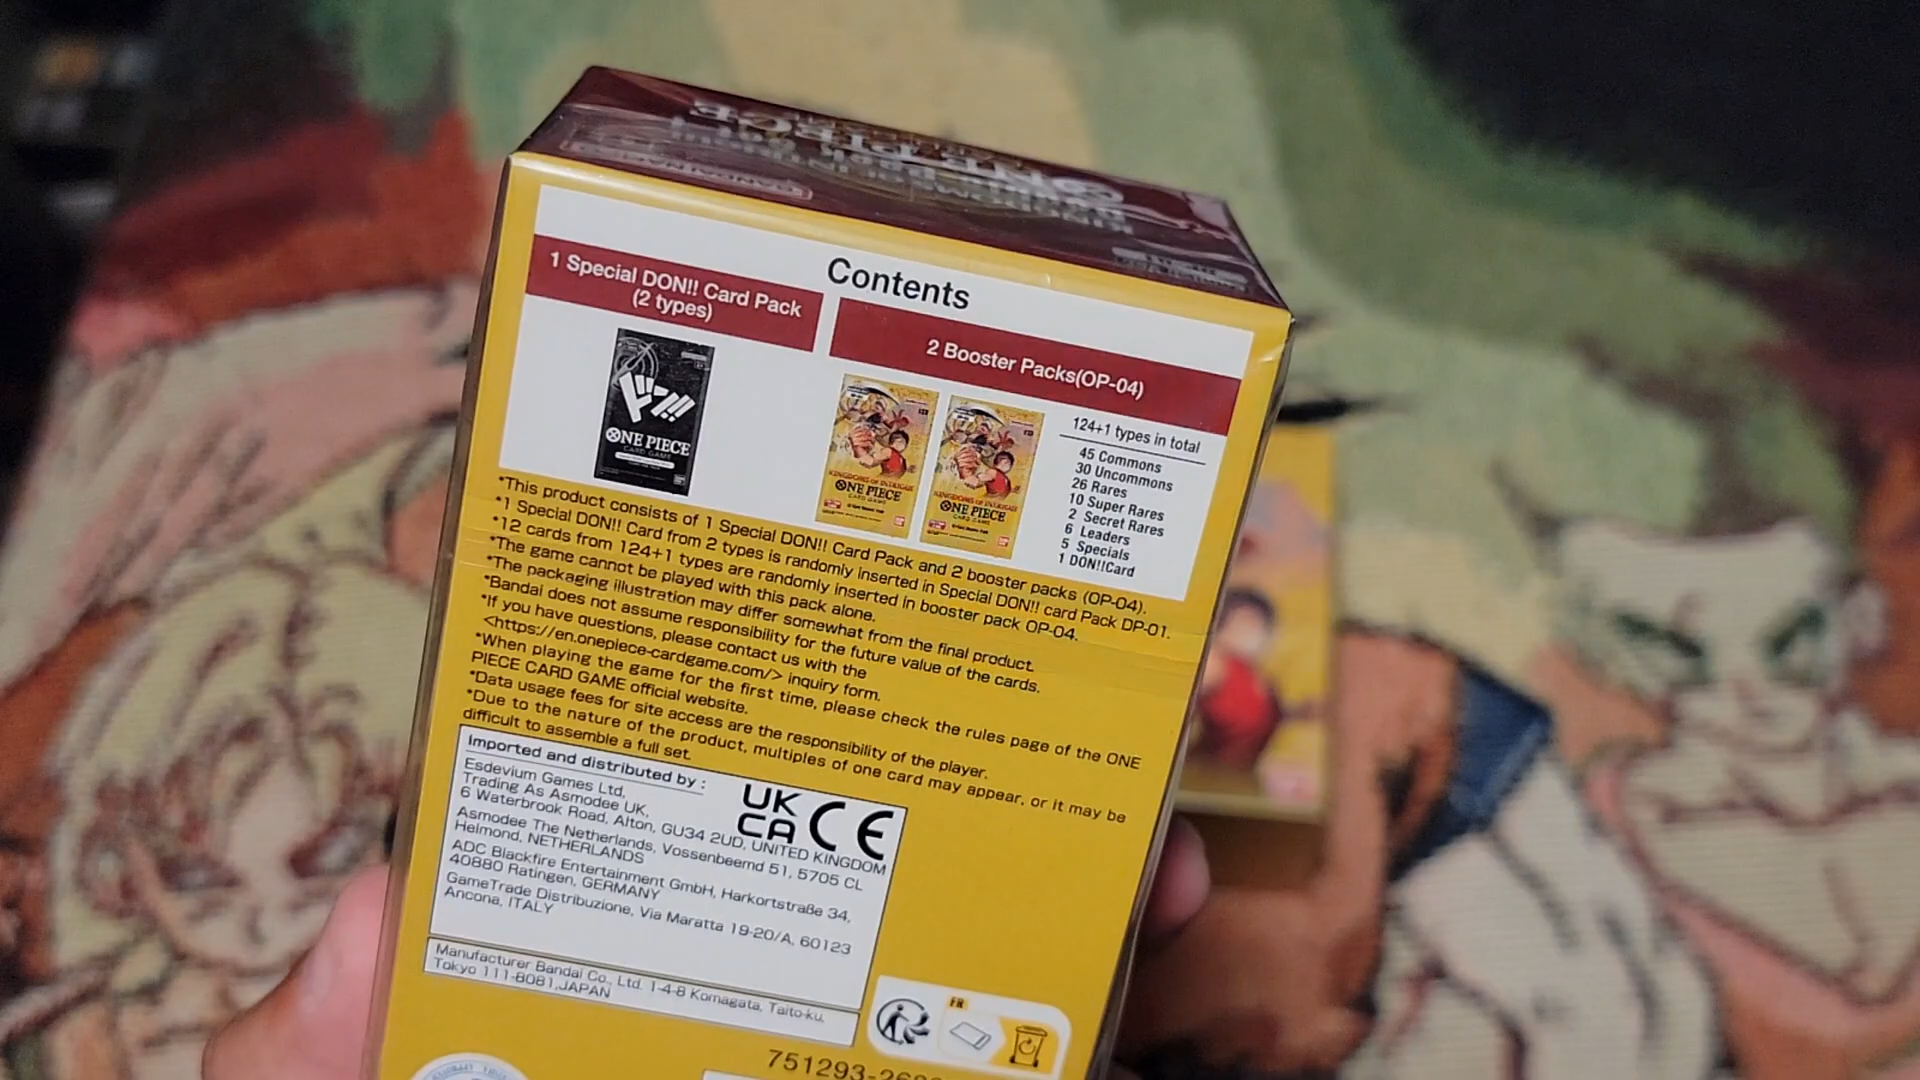 ONE PIECE
Contents
1 Special DON!! Card Pack
(2 types)
2 Booster Packs(OP-04)
ONE PIECE
CARD GAME
KINGDOMS OF INTRIGUE
ONE PIECE
CARD GAME
KINGDOMS OF INTRIGUE
ONE PIECE
CARD GAME
124+1 types in total
45 Commons
30 Uncommons
26 Rares
10 Super Rares
2 Secret Rares
6 Leaders
5 Specials
1 DON!!Card
*This product consists of 1 Special DON!! Card Pack and 2 booster packs (OP-04).
*1 Special DON!! Card from 2 types is randomly inserted in Special DON!! card Pack DP-01.
*12 cards from 124+1 types are randomly inserted in booster pack OP-04.
*The game cannot be played with this pack alone.
*The packaging illustration may differ somewhat from the final product.
*Bandai does not assume responsibility for the future value of the cards.
*If you have questions, please contact us with the
<https://en.onepiece-cardgame.com/> inquiry form.
*When playing the game for the first time, please check the rules page of the ONE
PIECE CARD GAME official website.
*Data usage fees for site access are the responsibility of the player.
*Due to the nature of the product, multiples of one card may appear, or it may be
difficult to assemble a full set.
Imported and distributed by :
Esdevium Games Ltd,
Trading As Asmodee UK,
6 Waterbrook Road, Alton, GU34 2UD, UNITED KINGDOM
Asmodee The Netherlands, Vossenbeemd 51, 5705 CL
Helmond, NETHERLANDS
ADC Blackfire Entertainment GmbH, Harkortstraße 34,
40880 Ratingen, GERMANY
GameTrade Distribuzione, Via Maratta 19-20/A, 60123
Ancona, ITALY
UK
CA CE
Manufacturer Bandai Co., Ltd. 1-4-8 Komagata, Taito-ku,
Tokyo 111-8081,JAPAN
FR